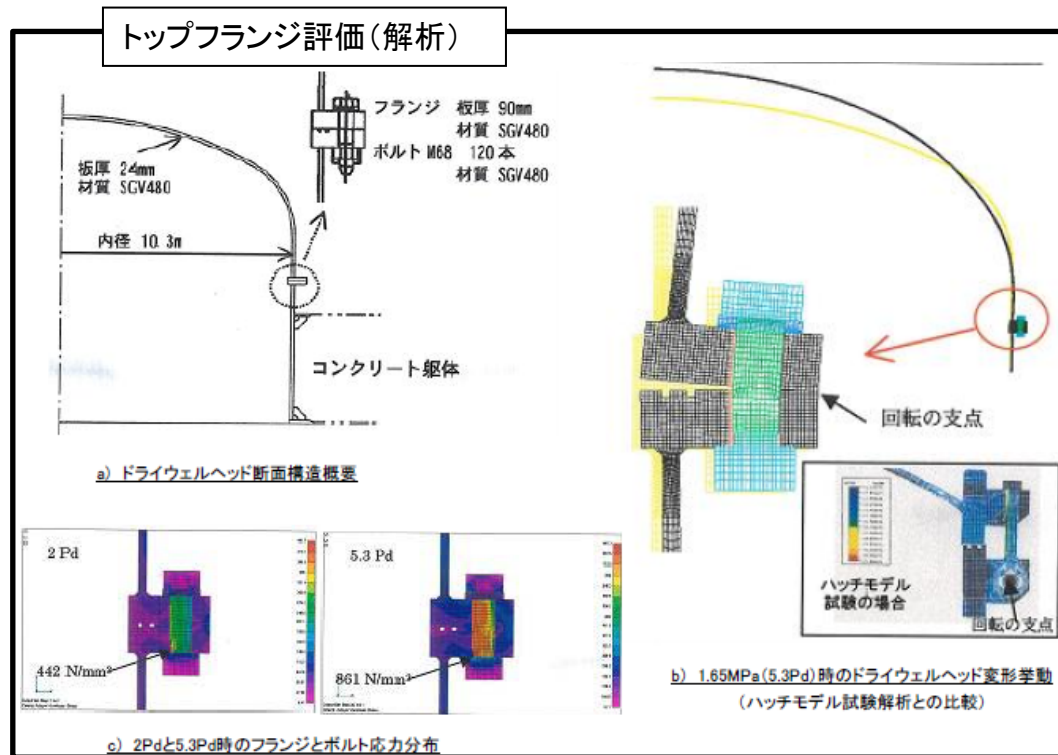 トップフランジ評価(解析)
フランジ 板厚 90mm
材質 SGV480
ボルト M68 120本
材質 SGV480
板厚 24mm
材質 SGV480
内径 10.3m
コンクリート躯体
a) ドライウェルヘッド断面構造概要
回転の支点
ハッチモデル
試験の場合
回転の支点
b) 1.65MPa(5.3Pd)時のドライウェルヘッド変形挙動
(ハッチモデル試験解析との比較)
2 Pd
442 N/mm²
5.3 Pd
861 N/mm²
c) 2Pdと5.3Pd時のフランジとボルト応力分布